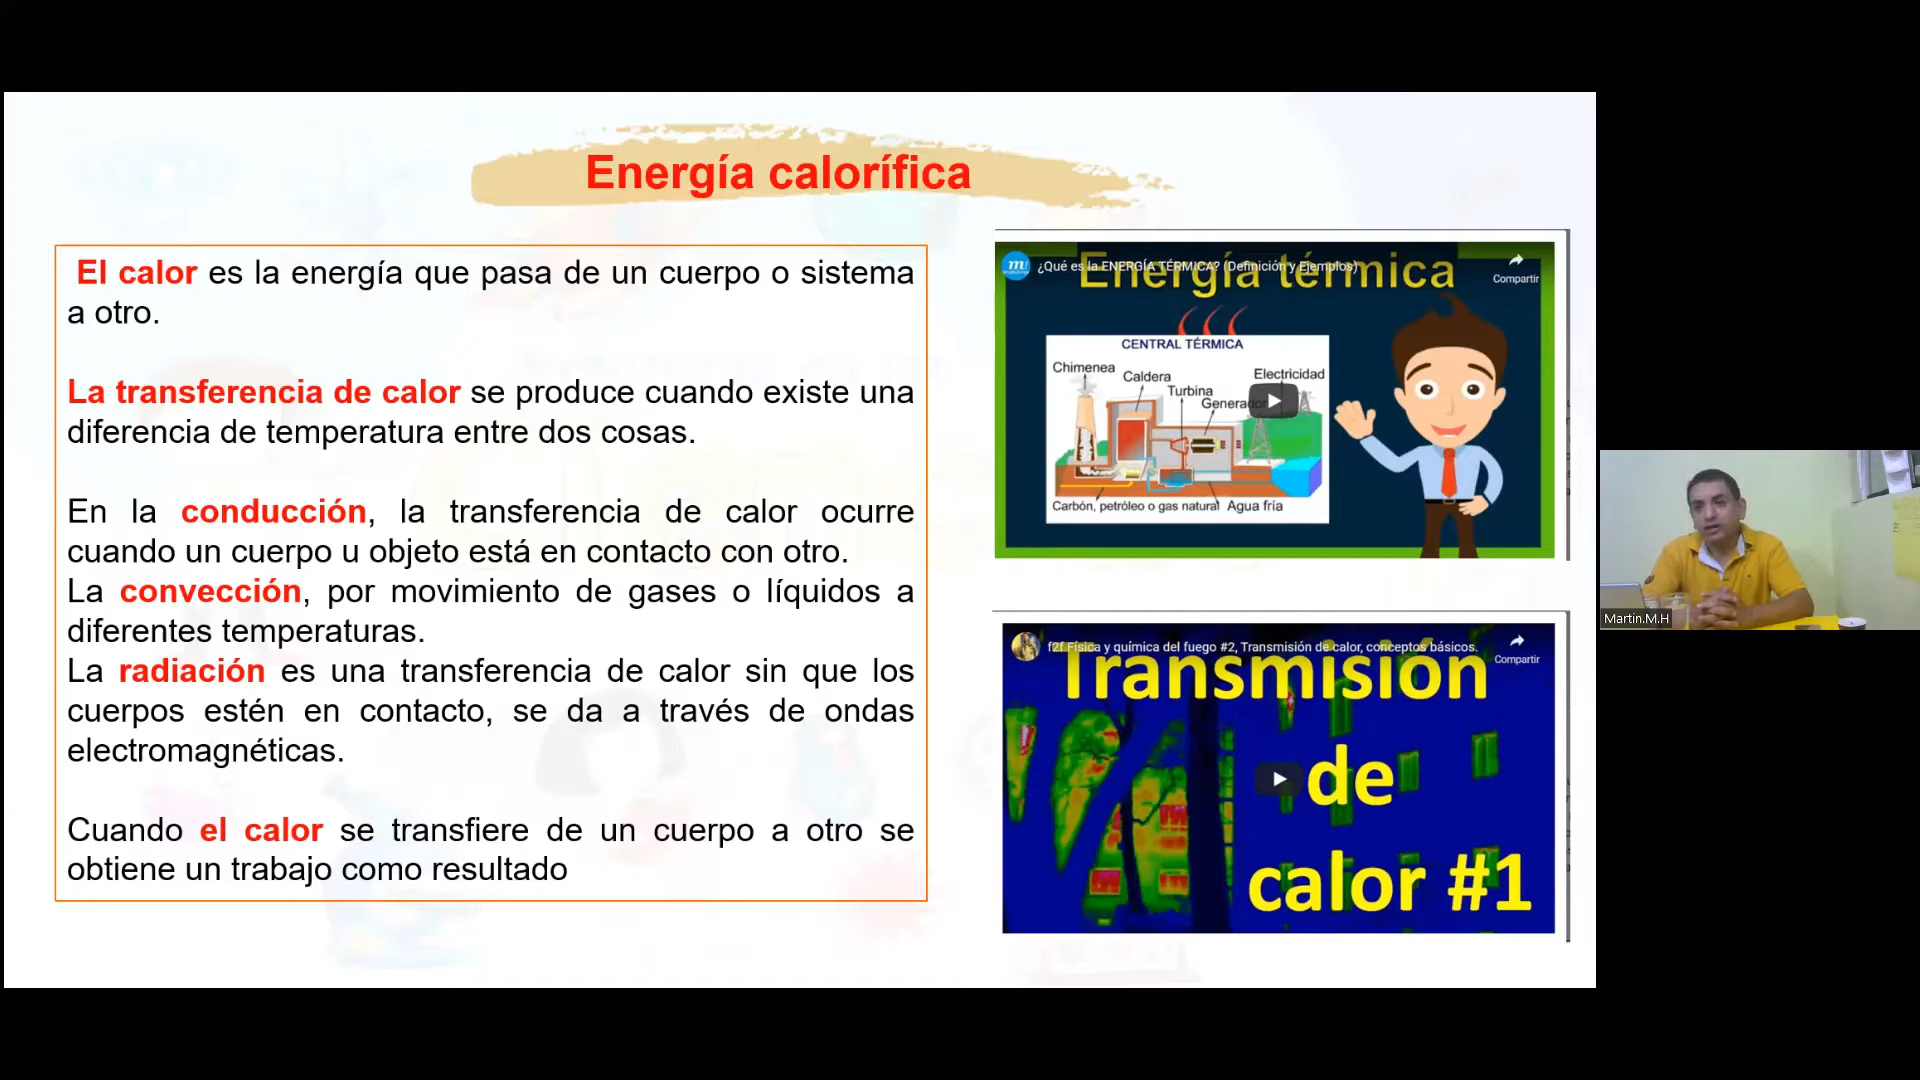 Energía calorífica
El calor es la energía que pasa de un cuerpo o sistema
a otro.
La transferencia de calor se produce cuando existe una
diferencia de temperatura entre dos cosas.
En la conducción, la transferencia de calor ocurre
cuando un cuerpo u objeto está en contacto con otro.
La convección, por movimiento de gases o líquidos a
diferentes temperaturas.
La radiación es una transferencia de calor sin que los
cuerpos estén en contacto, se da a través de ondas
electromagnéticas.
Cuando el calor se transfiere de un cuerpo a otro se
obtiene un trabajo como resultado
m
¿Qué es la ENERGÍA TÉRMICA? (Definición y Ejemplos)
Compartir
Energía térmica
CENTRAL TÉRMICA
Chimenea
Caldera
Turbina
Generador
Electricidad
Carbón, petróleo o gas natural
Agua fría
f2f Física y química del fuego #2, Transmisión de calor, conceptos básicos.
Compartir
Transmisión
de
calor #1
Martin.M.H